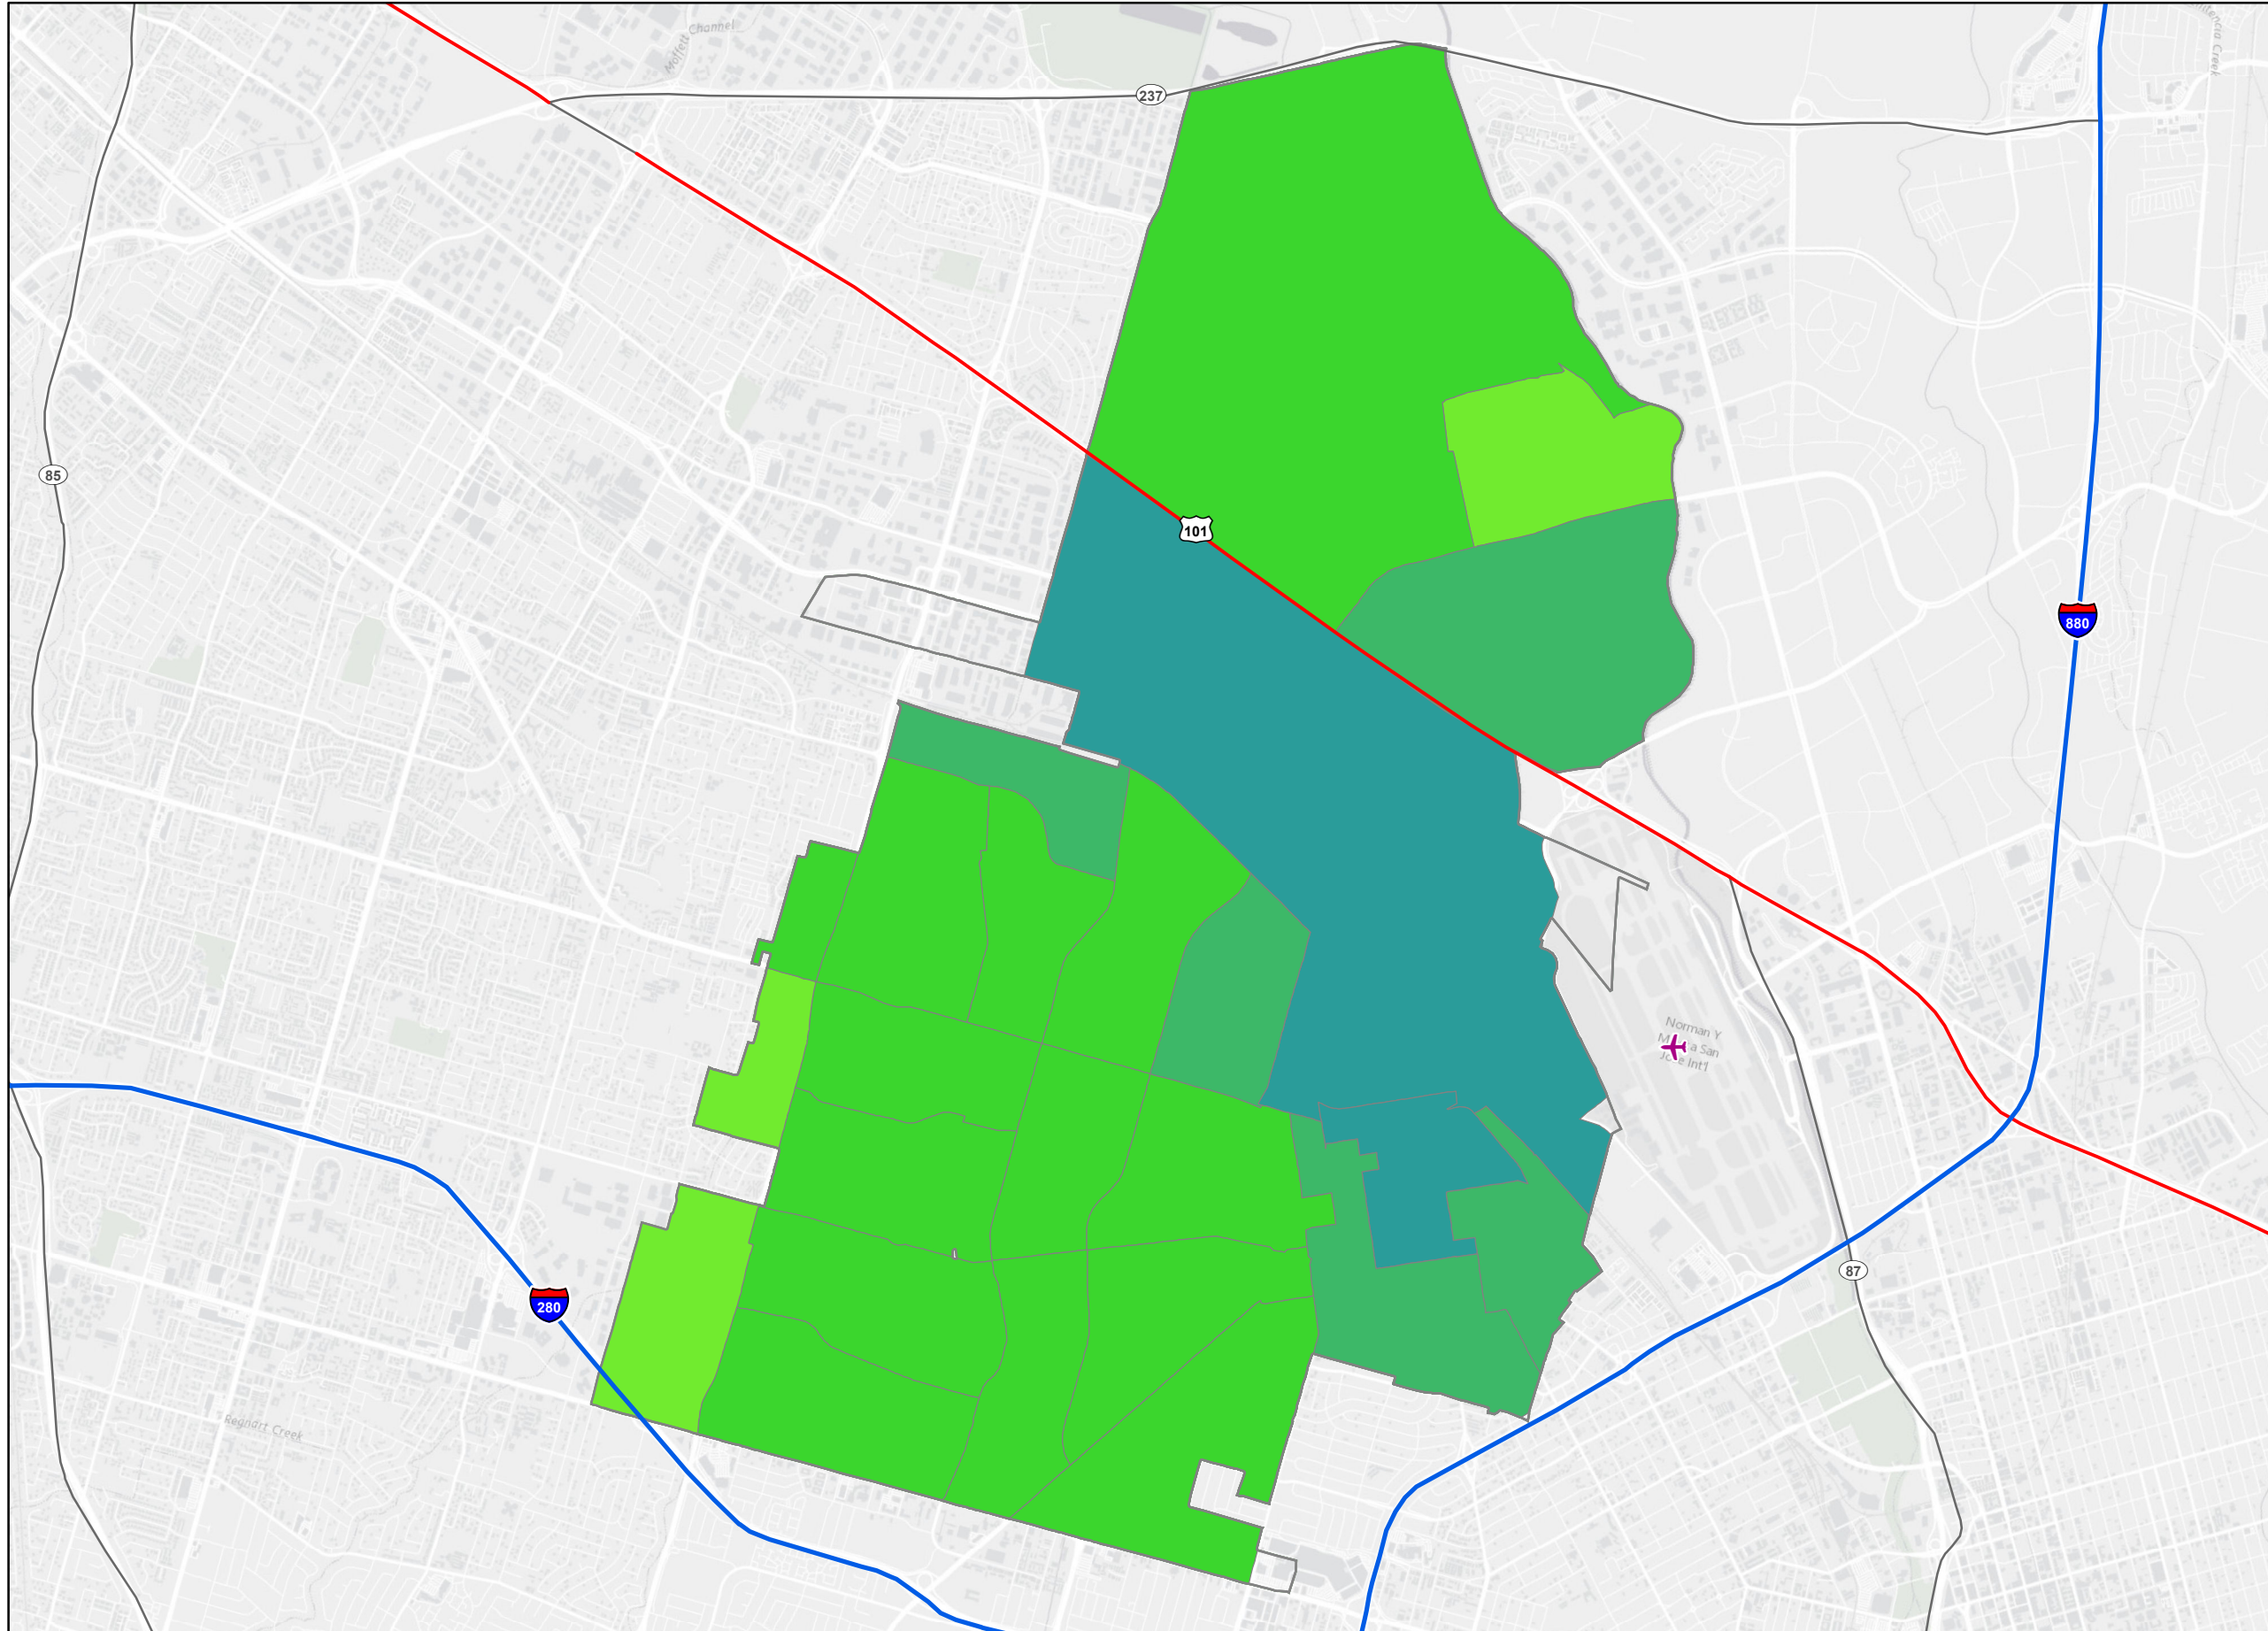 Moffett
Channel
237
85
101
880
Norman Y
M a San
J e Int'l
280
87
Regnart Creek